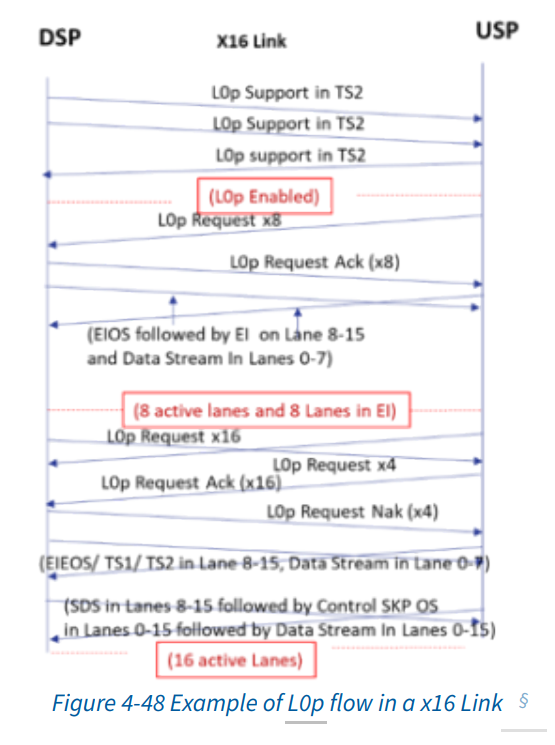 DSP
X16 Link
USP
L0p Support in TS2
L0p Support in TS2
L0p support in TS2
(L0p Enabled)
L0p Request x8
L0p Request Ack (x8)
(EIOS followed by EI on Lane 8-15
and Data Stream In Lanes 0-7)
(8 active lanes and 8 Lanes in EI)
L0p Request x16
L0p Request x4
L0p Request Ack (x16)
L0p Request Nak (x4)
(EIEOS/ TS1/ TS2 in Lane 8-15, Data Stream in Lane 0-7)
(SDS in Lanes 8-15 followed by Control SKP OS
in Lanes 0-15 followed by Data Stream In Lanes 0-15)
(16 active Lanes)
Figure 4-48 Example of L0p flow in a x16 Link §